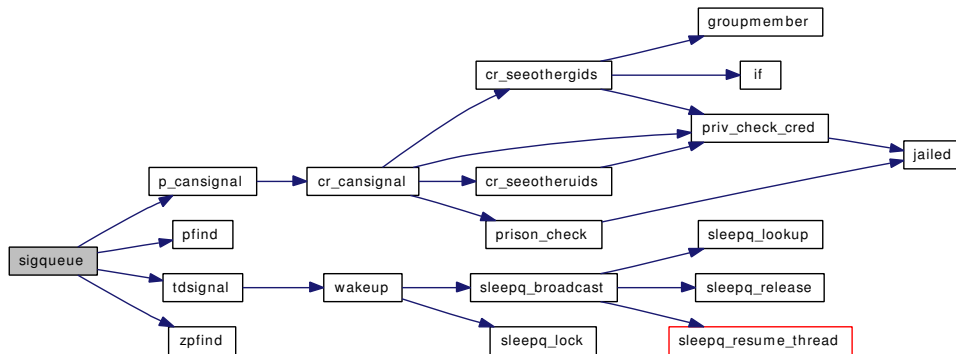 groupmember
cr_seeothergids
if
priv_check_cred
jailed
p_cansignal
cr_cansignal
cr_seeotheruids
pfind
prison_check
sleepq_lookup
sigqueue
tdsignal
wakeup
sleepq_broadcast
sleepq_release
zpfind
sleepq_lock
sleepq_resume_thread